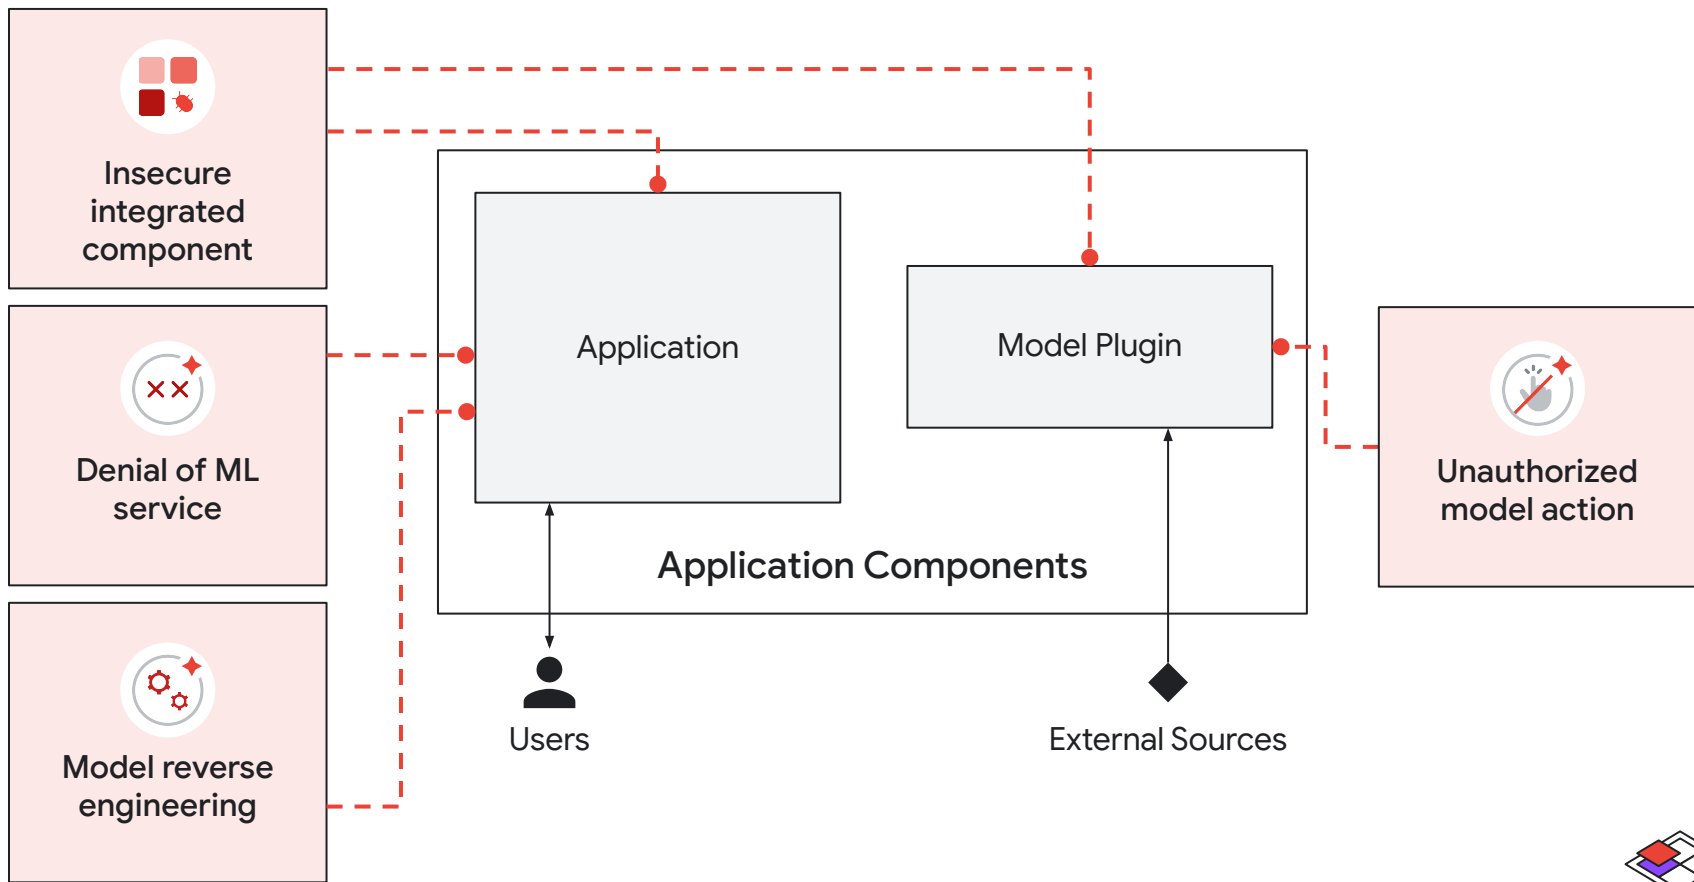 Insecure
integrated
component
Denial of ML
service
Model reverse
engineering
Application
Model Plugin
Application Components
Users
External Sources
Unauthorized
model action